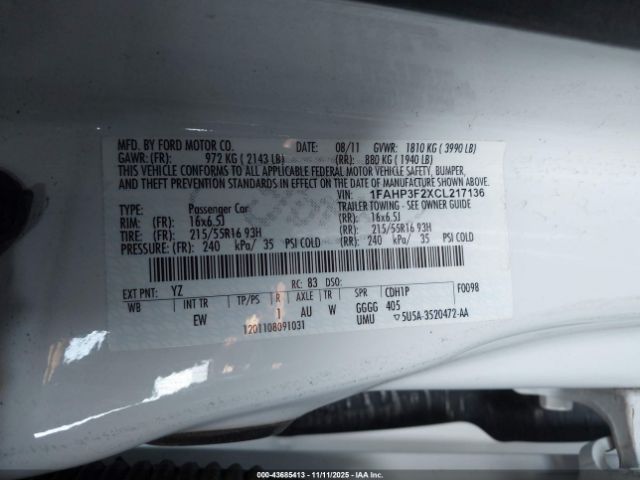 MFD. BY FORD MOTOR CO. DATE: 08/11 GVWR: 1810 KG (3990 LB)
GAWR: (FR): 972 KG (2143 LB) (RR): 880 KG (1940 LB)
THIS VEHICLE CONFORMS TO ALL APPLICABLE FEDERAL MOTOR VEHICLE SAFETY, BUMPER,
AND THEFT PREVENTION STANDARDS IN EFFECT ON THE DATE OF MANUFACTURE SHOWN ABOVE.
VIN: 1FAHP3F2XCL217136
TYPE: Passenger Car TRAILER TOWING - SEE OWNER GUIDE
RIM: (FR): 16x6.5J (RR): 16x6.5J
TIRE: (FR): 215/55R16 93H (RR): 215/55R16 93H
PRESSURE: (FR) 240 kPa/ 35 PSI COLD (RR): 240 kPa/ 35 PSI COLD
EXT PNT: YZ RC: 83 DSO: F0098
WB INT TR TP/PS R AXLE TR SPR CDH1P
EW 1 AU W GGGG 405
1201108091031 UMU ▽5U5A-3520472-AA
000-43685413 - 11/11/2025 - IAAI.COM